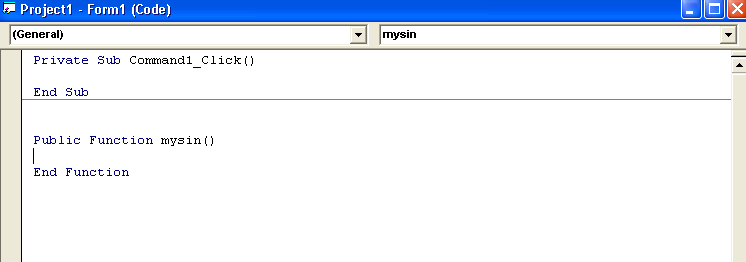 Project1 - Form1 (Code)
(General) mysin
Private Sub Command1_Click()
End Sub
Public Function mysin()
End Function